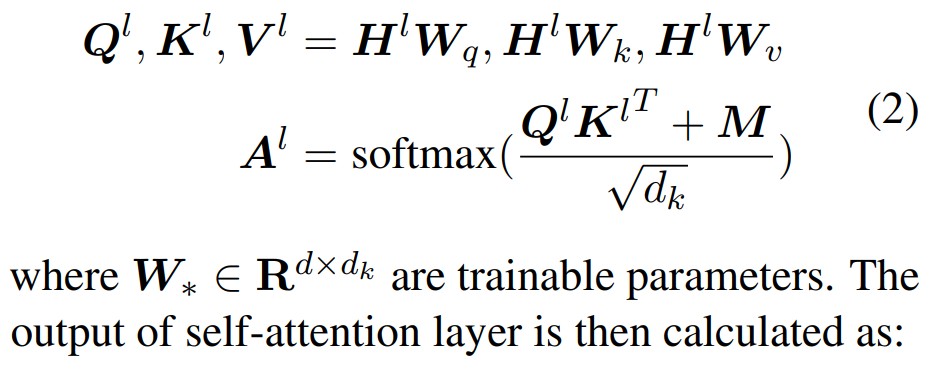 Q^l, K^l, V^l = H^l W_q, H^l W_k, H^l W_v
A^l = softmax(\frac{Q^l K^{l^T} + M}{\sqrt{d_k}}) (2)
where W_* ∈ R^{d×d_k} are trainable parameters. The
output of self-attention layer is then calculated as: